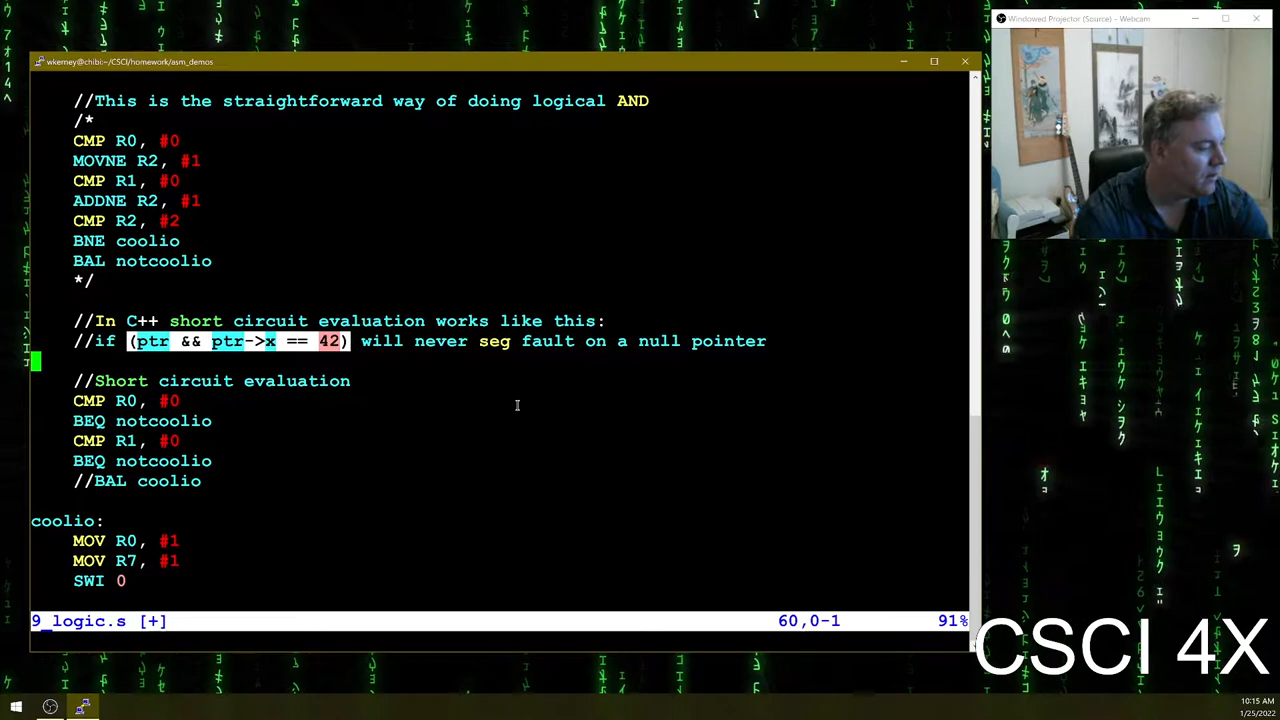 Windowed Projector (Source) - Webcam
wkerney@chibi:~/CSCI/homework/asm_demos
//This is the straightforward way of doing logical AND
/*
CMP R0, #0
MOVNE R2, #1
CMP R1, #0
ADDNE R2, #1
CMP R2, #2
BNE coolio
BAL notcoolio
*/
//In C++ short circuit evaluation works like this:
//if (ptr && ptr->x == 42) will never seg fault on a null pointer
//Short circuit evaluation
CMP R0, #0
BEQ notcoolio
CMP R1, #0
BEQ notcoolio
//BAL coolio
coolio:
MOV R0, #1
MOV R7, #1
SWI 0
9_logic.s [+] 60,0-1 91%
CSCI 4X
10:15 AM
1/25/2022